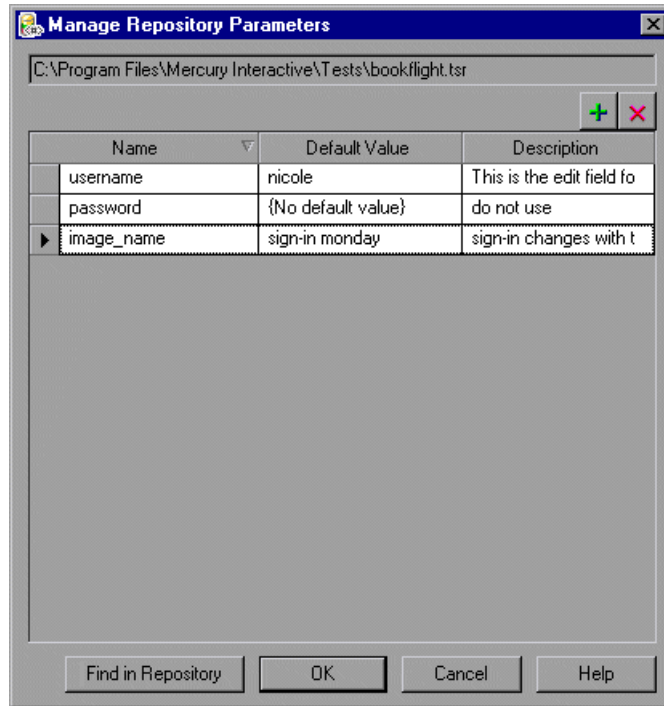 Manage Repository Parameters
C:\Program Files\Mercury Interactive\Tests\bookflight.tsr
Name Default Value Description
username nicole This is the edit field fo
password {No default value} do not use
image_name sign-in monday sign-in changes with t
Find in Repository OK Cancel Help